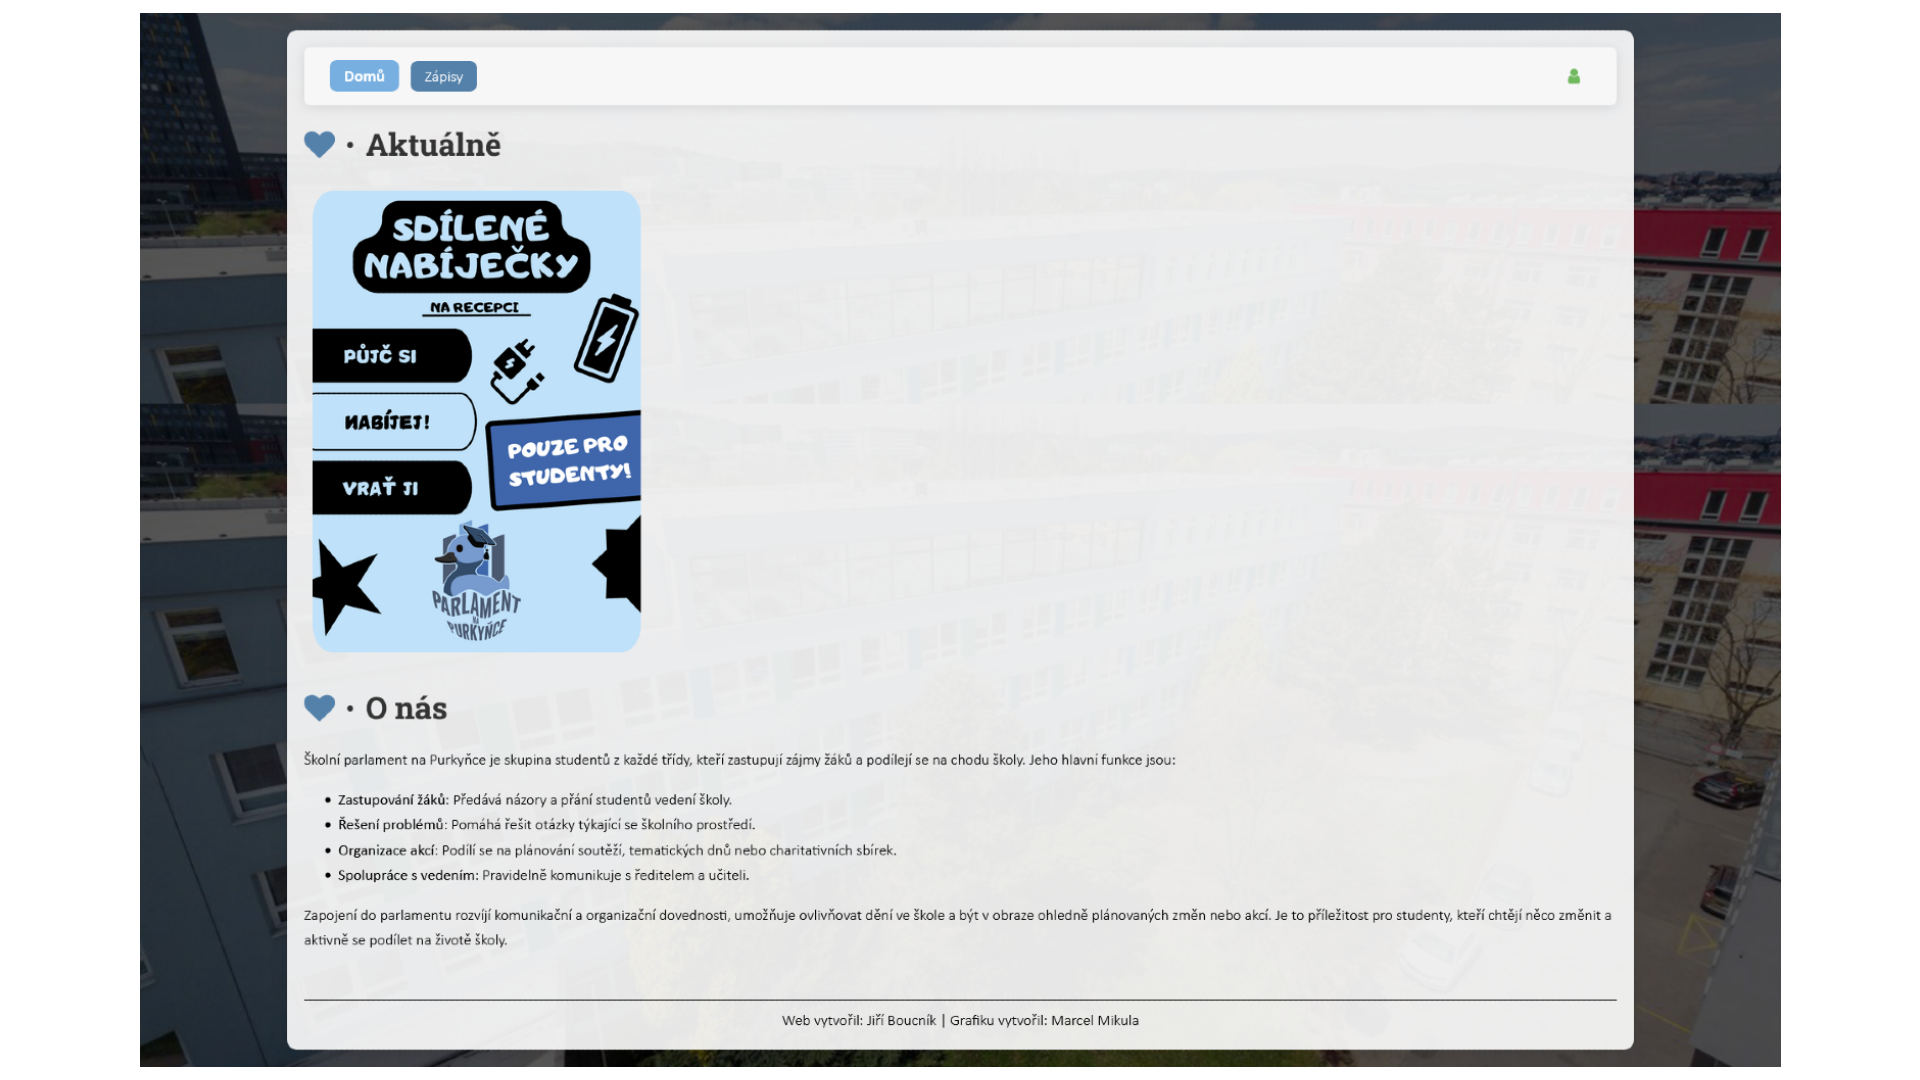 Domů
Zápisy
• Aktuálně
SDÍLENÉ
NABÍJEČKY
NA RECEPCI
PŮJČ SI
NABÍJEJ!
POUZE PRO
STUDENTY!
VRAŤ JI
PARLAMENT
NA
PURKYŇCE
• O nás
Školní parlament na Purkyňce je skupina studentů z každé třídy, kteří zastupují zájmy žáků a podílejí se na chodu školy. Jeho hlavní funkce jsou:
• Zastupování žáků: Předává názory a přání studentů vedení školy.
• Řešení problémů: Pomáhá řešit otázky týkající se školního prostředí.
• Organizace akcí: Podílí se na plánování soutěží, tematických dnů nebo charitativních sbírek.
• Spolupráce s vedením: Pravidelně komunikuje s ředitelem a učiteli.
Zapojení do parlamentu rozvíjí komunikační a organizační dovednosti, umožňuje ovlivňovat dění ve škole a být v obraze ohledně plánovaných změn nebo akcí. Je to příležitost pro studenty, kteří chtějí něco změnit a
aktivně se podílet na životě školy.
Web vytvořil: Jiří Boucník | Grafiku vytvořil: Marcel Mikula